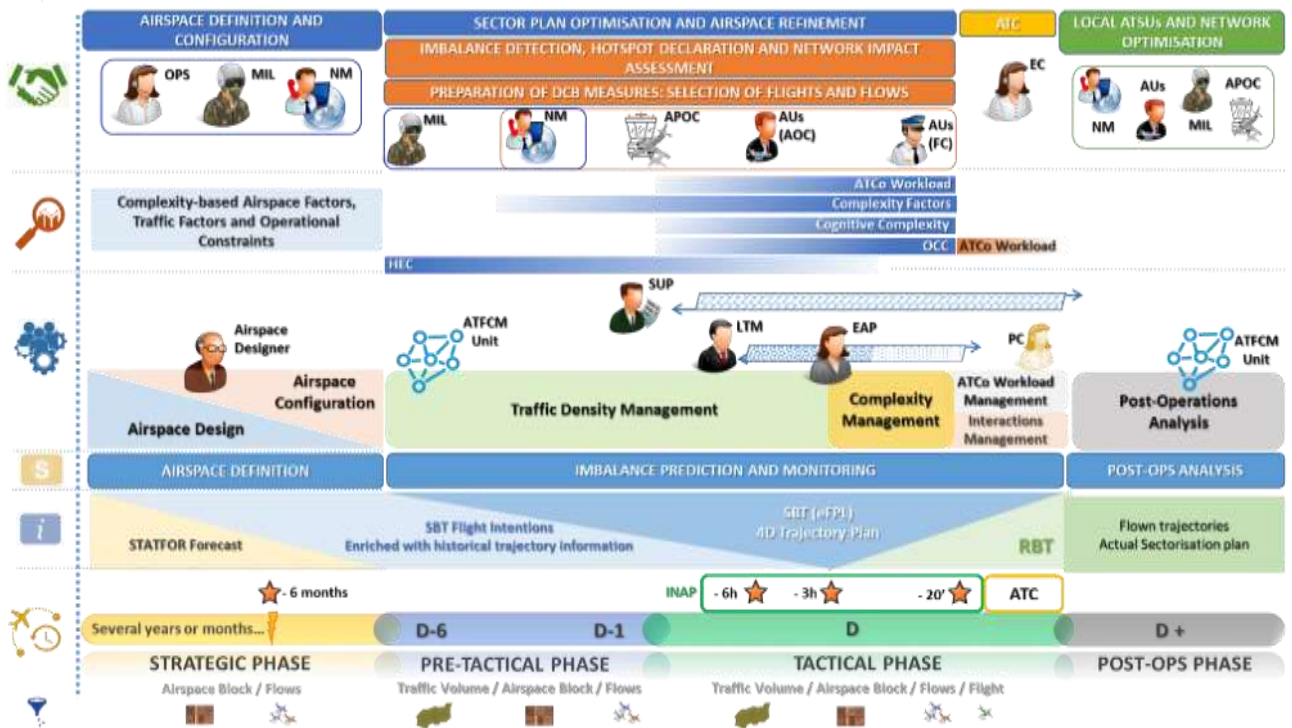 AIRSPACE DEFINITION AND
CONFIGURATION
SECTOR PLAN OPTIMISATION AND AIRSPACE REFINEMENT
ATC
LOCAL ATSUs AND NETWORK
OPTIMISATION
IMBALANCE DETECTION, HOTSPOT DECLARATION AND NETWORK IMPACT
ASSESSMENT
PREPARATION OF DCB MEASURES: SELECTION OF FLIGHTS AND FLOWS
OPS
MIL
NM
MIL
NM
APOC
AUs
(AOC)
AUs
(FC)
EC
NM
AUs
MIL
APOC
Complexity-based Airspace Factors,
Traffic Factors and Operational
Constraints
ATCo Workload
Complexity Factors
Cognitive Complexity
OCC
ATCo Workload
HEC
SUP
Airspace
Designer
ATFCM
Unit
LTM
EAP
PC
ATFCM
Unit
Airspace
Configuration
Airspace Design
Traffic Density Management
Complexity
Management
ATCo Workload
Management
Interactions
Management
Post-Operations
Analysis
S
AIRSPACE DEFINITION
IMBALANCE PREDICTION AND MONITORING
POST-OPS ANALYSIS
i
STATFOR Forecast
SBT Flight Intentions
Enriched with historical trajectory information
SBT (eFPL)
4D Trajectory Plan
RBT
Flown trajectories
Actual Sectorisation plan
- 6 months
INAP
- 6h
- 3h
- 20'
ATC
Several years or months...
D-6
D-1
D
D +
STRATEGIC PHASE
PRE-TACTICAL PHASE
TACTICAL PHASE
POST-OPS PHASE
Airspace Block / Flows
Traffic Volume / Airspace Block / Flows
Traffic Volume / Airspace Block / Flows / Flight